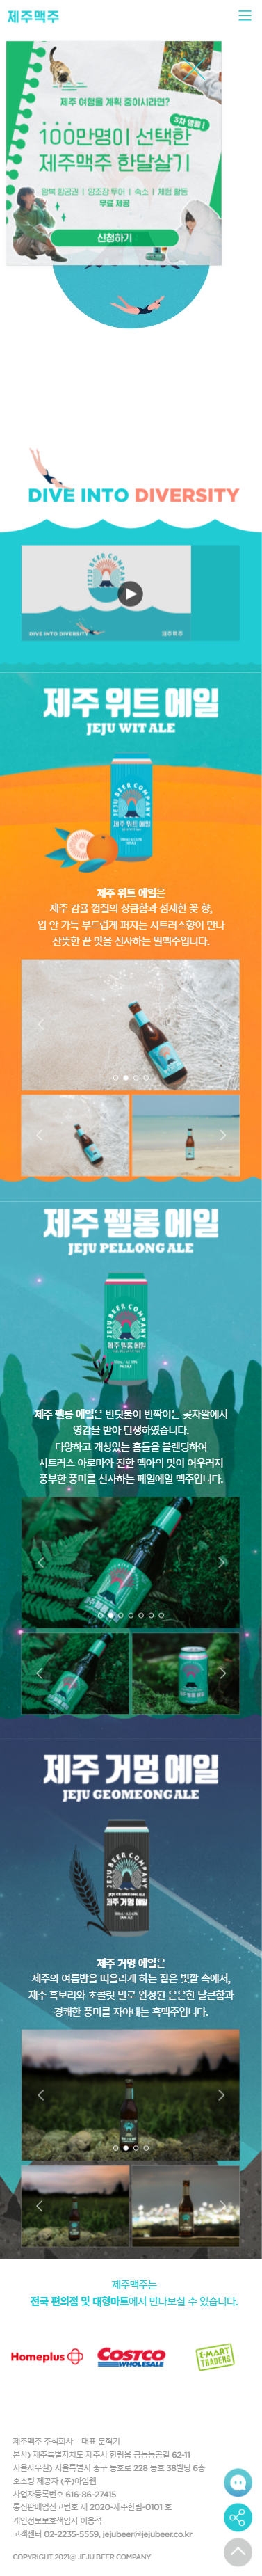 제주맥주
제주 여행을 계획 중이시라면?
3차 앵콜!
100만명이 선택한
제주맥주 한달살기
왕복 항공권 | 양조장 투어 | 숙소 | 체험 활동
무료 제공
신청하기
DIVE INTO DIVERSITY
DIVE INTO DIVERSITY
제주맥주
제주 위트 에일
JEJU WIT ALE
제주 위트 에일은
제주 감귤 껍질의 상큼함과 섬세한 꽃 향,
입 안 가득 부드럽게 퍼지는 시트러스향이 만나
산뜻한 끝 맛을 선사하는 밀맥주입니다.
제주 펠롱 에일
JEJU PELLONG ALE
제주 펠롱 에일은 반딧불이 반짝이는 곶자왈에서
영감을 받아 탄생하였습니다.
다양하고 개성있는 홉들을 블렌딩하여
시트러스 아로마와 진한 맥아의 맛이 어우러져
풍부한 풍미를 선사하는 페일에일 맥주입니다.
제주 거멍 에일
JEJU GEOMEONG ALE
제주 거멍 에일은
제주의 여름밤을 떠올리게 하는 짙은 빛깔 속에서,
제주 흑보리와 초콜릿 밀로 완성된 은은한 달큰함과
경쾌한 풍미를 자아내는 흑맥주입니다.
제주맥주는
전국 편의점 및 대형마트에서 만나보실 수 있습니다.
Homeplus
COSTCO
WHOLESALE
E·MART
TRADERS
제주맥주 주식회사 대표 문혁기
본사) 제주특별자치도 제주시 한림읍 금능농공길 62-11
서울사무실) 서울특별시 중구 동호로 228 동호 38빌딩 6층
호스팅 제공자 (주)아임웹
사업자등록번호 616-86-27415
통신판매업신고번호 제 2020-제주한림-0101 호
개인정보보호책임자 이용석
고객센터 02-2235-5559, jejubeer@jejubeer.co.kr
COPYRIGHT 2021@ JEJU BEER COMPANY